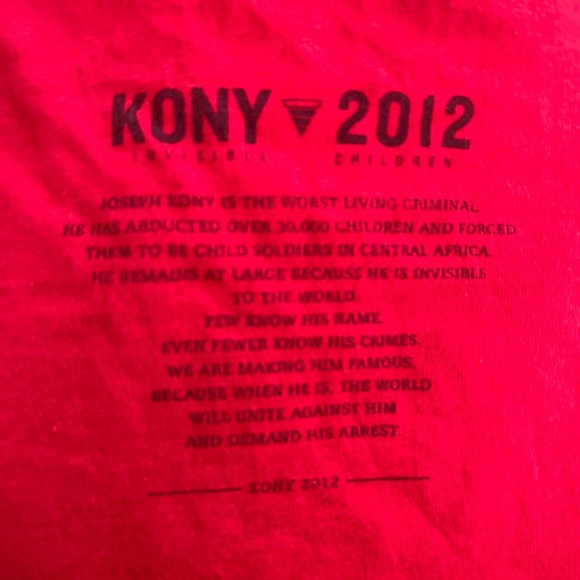 KONY 2012
INVISIBLE CHILDREN
JOSEPH KONY IS THE WORST LIVING CRIMINAL.
HE HAS ABDUCTED OVER 30,000 CHILDREN AND FORCED
THEM TO BE CHILD SOLDIERS IN CENTRAL AFRICA.
HE REMAINS AT LARGE BECAUSE HE IS INVISIBLE
TO THE WORLD.
FEW KNOW HIS NAME,
EVEN FEWER KNOW HIS CRIMES.
WE ARE MAKING HIM FAMOUS,
BECAUSE WHEN HE IS, THE WORLD
WILL UNITE AGAINST HIM
AND DEMAND HIS ARREST
KONY 2012